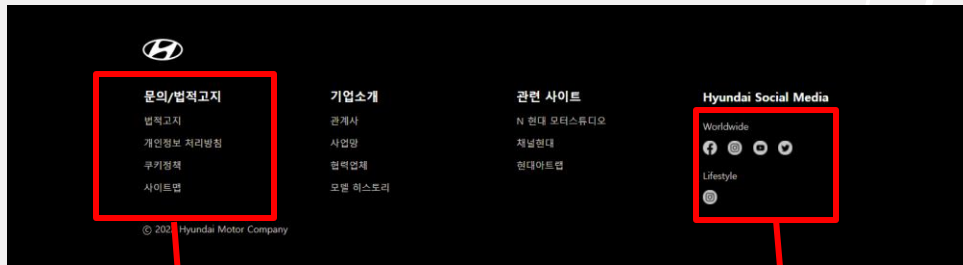 문의/법적고지
법적고지
개인정보 처리방침
쿠키정책
사이트맵
기업소개
관계사
사업망
협력업체
모델 히스토리
관련 사이트
N 현대 모터스튜디오
채널현대
현대아트랩
Hyundai Social Media
Worldwide
Lifestyle
© Hyundai Motor Company